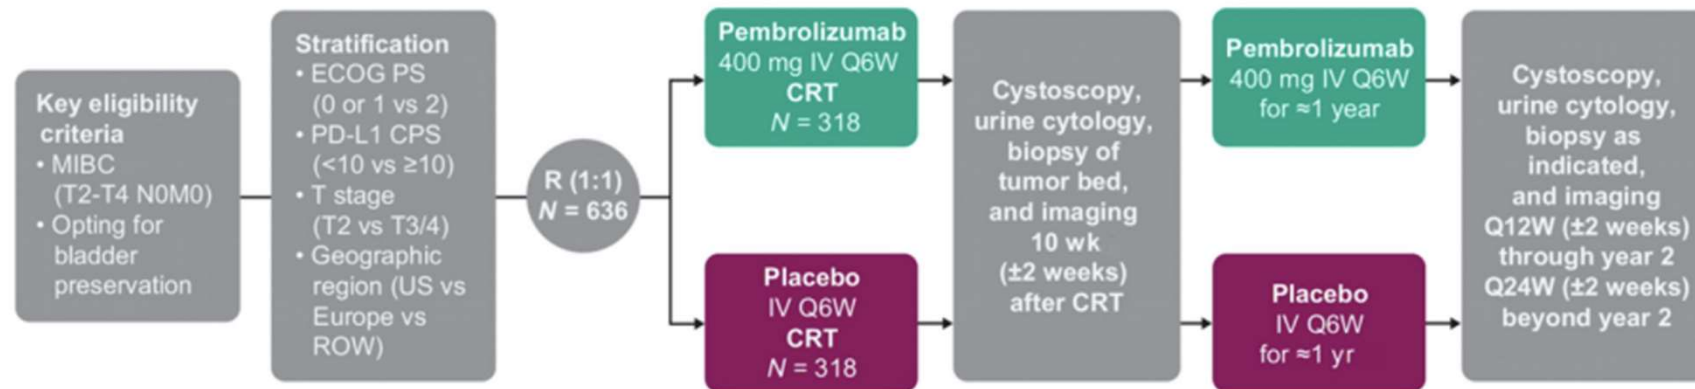 Key eligibility
criteria
• MIBC
(T2-T4 N0M0)
• Opting for
bladder
preservation
Stratification
• ECOG PS
(0 or 1 vs 2)
• PD-L1 CPS
(<10 vs ≥10)
• T stage
(T2 vs T3/4)
• Geographic
region (US vs
Europe vs
ROW)
R (1:1)
N = 636
Pembrolizumab
400 mg IV Q6W
CRT
N = 318
Placebo
IV Q6W
CRT
N = 318
Cystoscopy,
urine cytology,
biopsy of
tumor bed,
and imaging
10 wk
(±2 weeks)
after CRT
Pembrolizumab
400 mg IV Q6W
for ≈1 year
Placebo
IV Q6W
for ≈1 yr
Cystoscopy,
urine cytology,
biopsy as
indicated,
and imaging
Q12W (±2 weeks)
through year 2
Q24W (±2 weeks)
beyond year 2